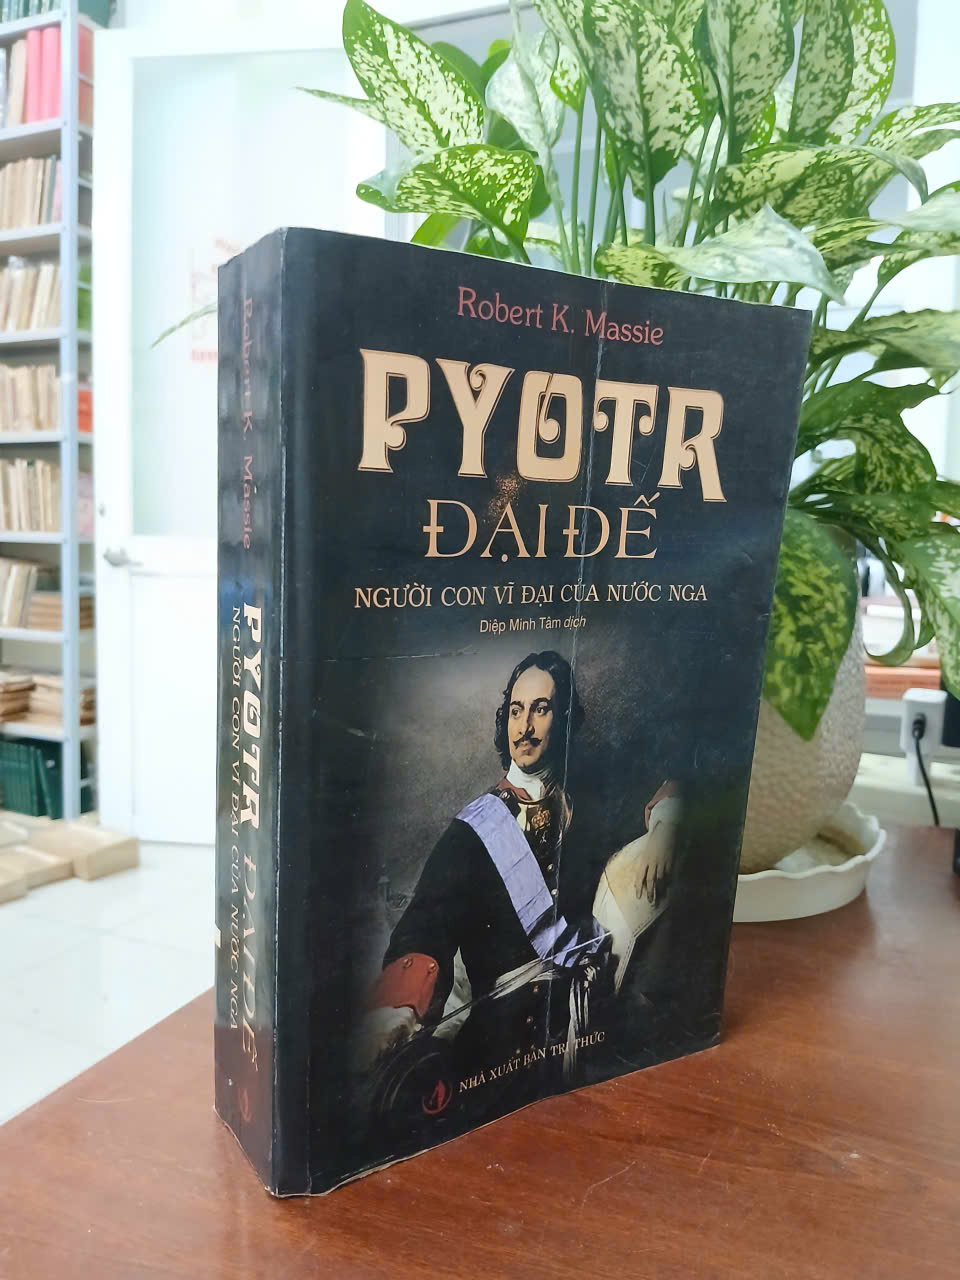 Robert K. Massie
PYOTR
ĐẠI ĐẾ
NGƯỜI CON VĨ ĐẠI CỦA NƯỚC NGA
Diệp Minh Tâm dịch
NHÀ XUẤT BẢN TRI THỨC
Robert K. Massie
PYOTR ĐẠI ĐẾ
NGƯỜI CON VĨ ĐẠI CỦA NƯỚC NGA